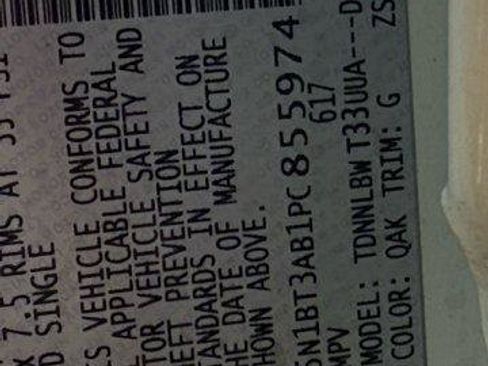 X 7.5 RIMS AT 33 PSI
D SINGLE
S VEHICLE CONFORMS TO
L APPLICABLE FEDERAL
TOR VEHICLE SAFETY AND
EFT PREVENTION
TANDARDS IN EFFECT ON
HE DATE OF MANUFACTURE
HOWN ABOVE.
5N1BT3AB1PC855974
MPV 617
MODEL: TDNNLBW T33UUA---D
COLOR: QAK TRIM: G ZS